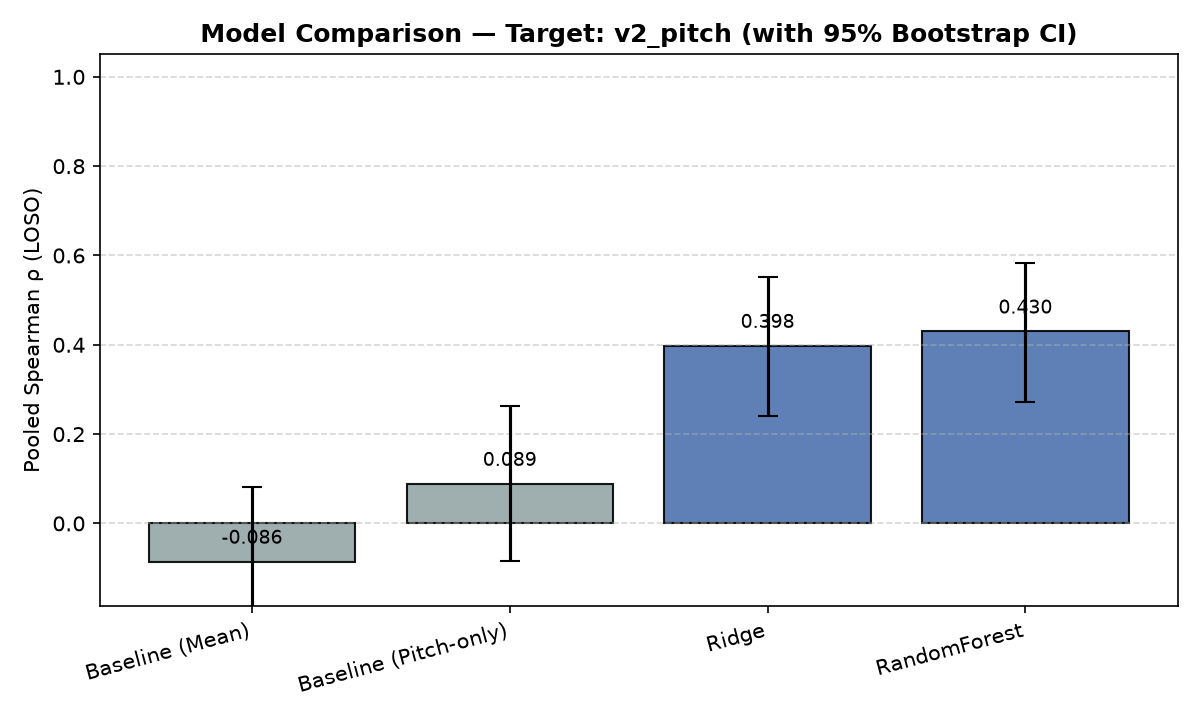 Model Comparison — Target: v2_pitch (with 95% Bootstrap CI)
Pooled Spearman ρ (LOSO)
1.0
0.8
0.6
0.4
0.2
0.0
-0.086
0.089
0.398
0.430
Baseline (Mean)
Baseline (Pitch-only)
Ridge
RandomForest